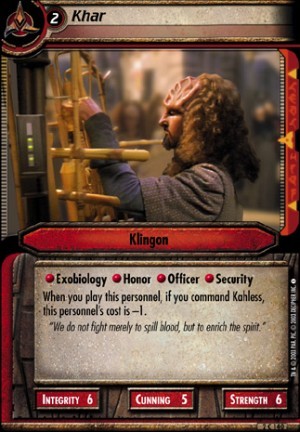 2 Khar
Klingon
Exobiology Honor Officer Security
When you play this personnel, if you command Kahless,
this personnel's cost is –1.
"We do not fight merely to spill blood, but to enrich the spirit."
INTEGRITY 6 CUNNING 5 STRENGTH 6